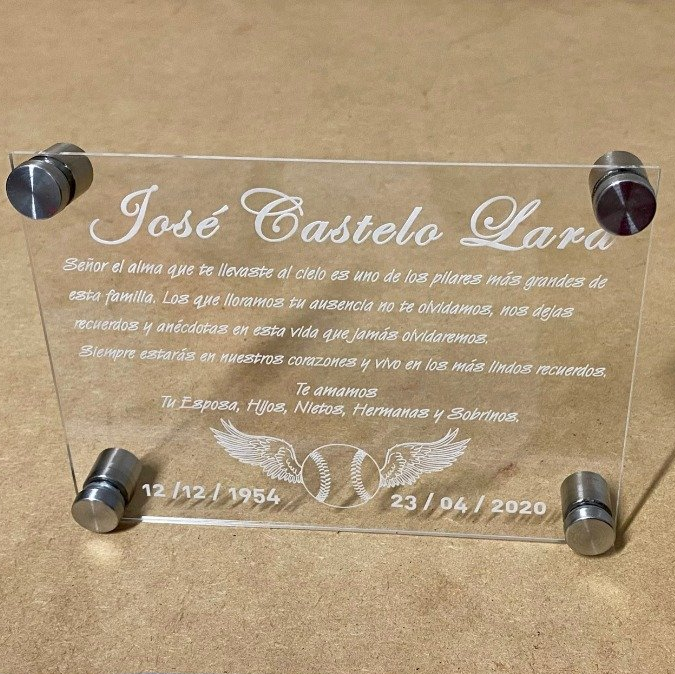 José Castelo Lara
Señor el alma que te llevaste al cielo es uno de los pilares más grandes de
esta familia. Los que lloramos tu ausencia no te olvidamos, nos dejas
recuerdos y anécdotas en esta vida que jamás olvidaremos.
Siempre estarás en nuestros corazones y vivo en los más lindos recuerdos.
Te amamos
Tu Esposa, Hijos, Nietos, Hermanas y Sobrinos.
12 /12 / 1954
23 / 04 / 2020